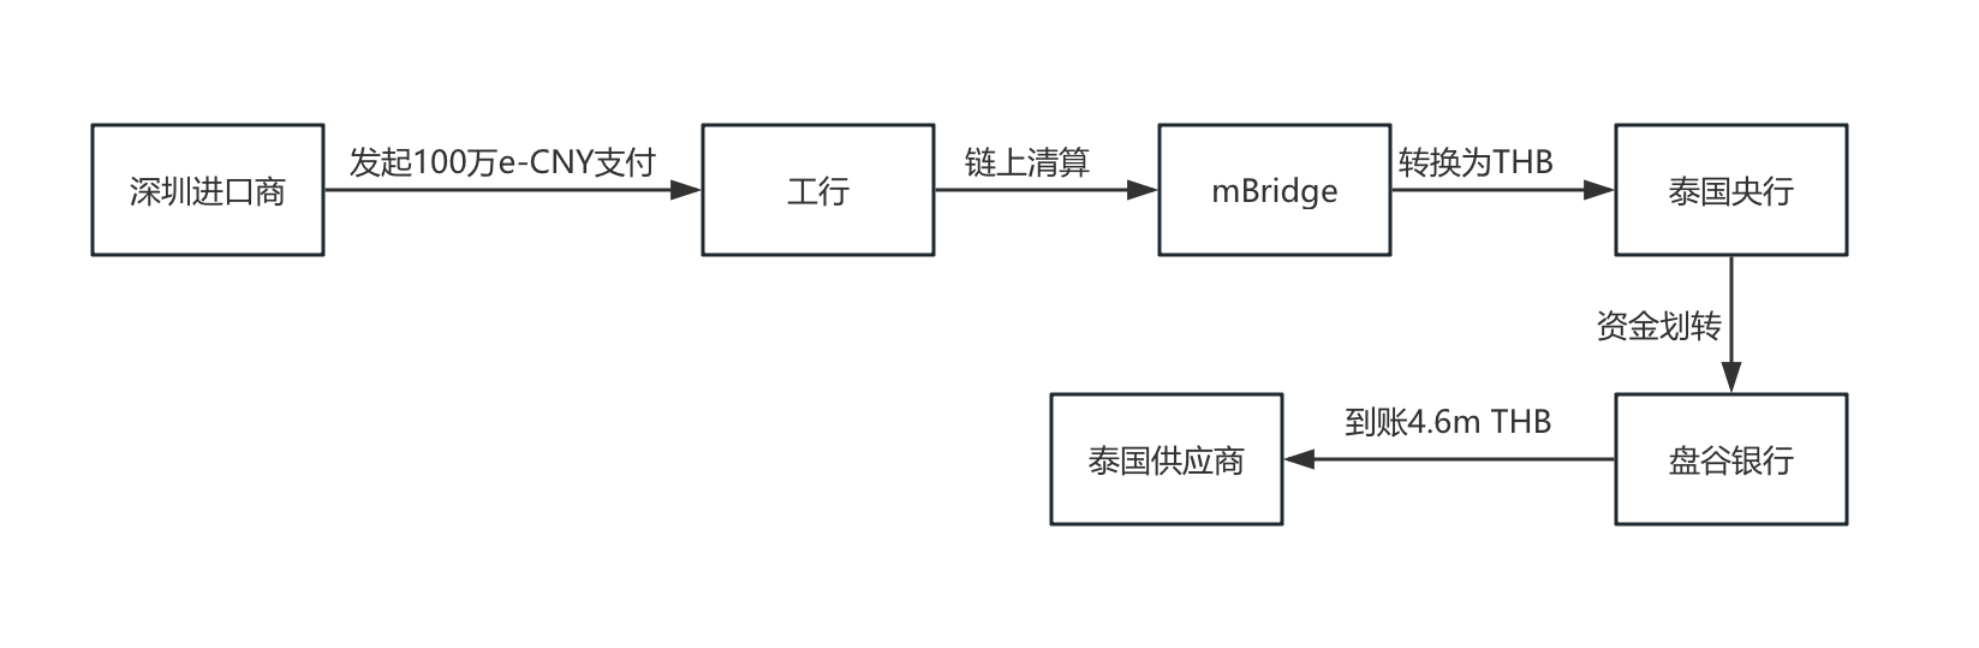 深圳进口商
发起100万e-CNY支付
工行
链上清算
mBridge
转换为THB
泰国央行
资金划转
盘谷银行
到账4.6m THB
泰国供应商